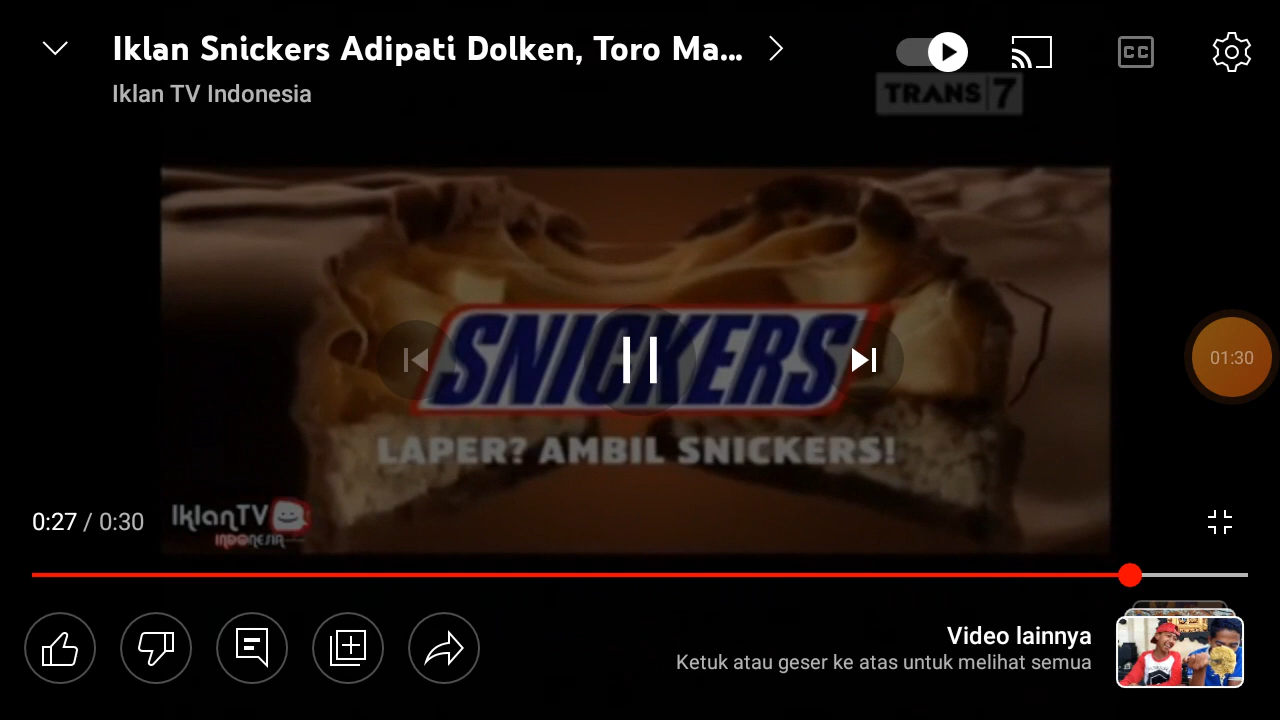 Iklan Snickers Adipati Dolken, Toro Ma...
Iklan TV Indonesia
CC
TRANS 7
SNICKERS
LAPER? AMBIL SNICKERS!
01:30
IklanTV
INDONESIA
0:27 / 0:30
Video lainnya
Ketuk atau geser ke atas untuk melihat semua